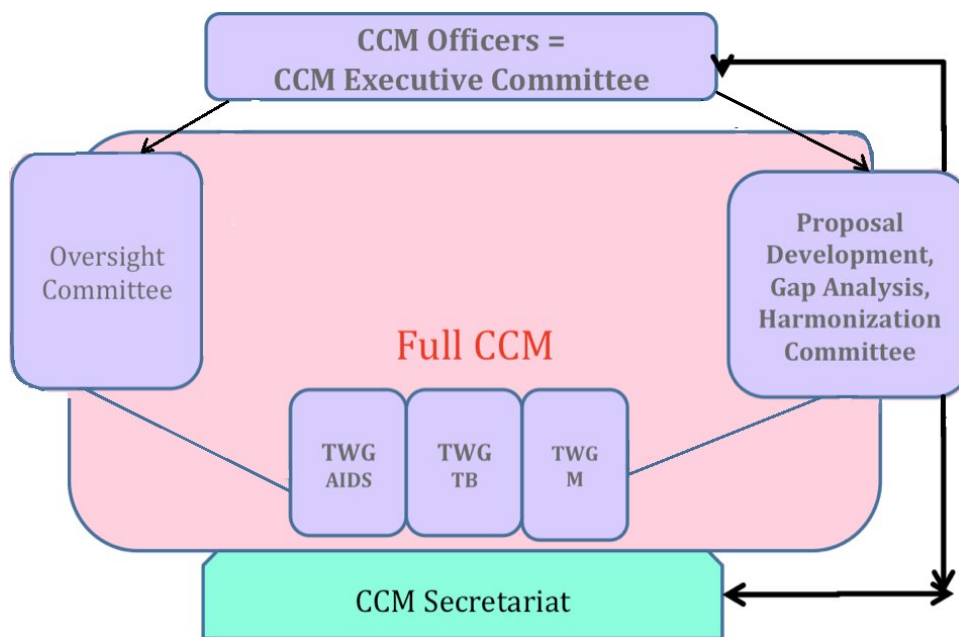 CCM Officers =
CCM Executive Committee
Oversight
Committee
Proposal
Development,
Gap Analysis,
Harmonization
Committee
Full CCM
TWG
AIDS
TWG
TB
TWG
M
CCM Secretariat